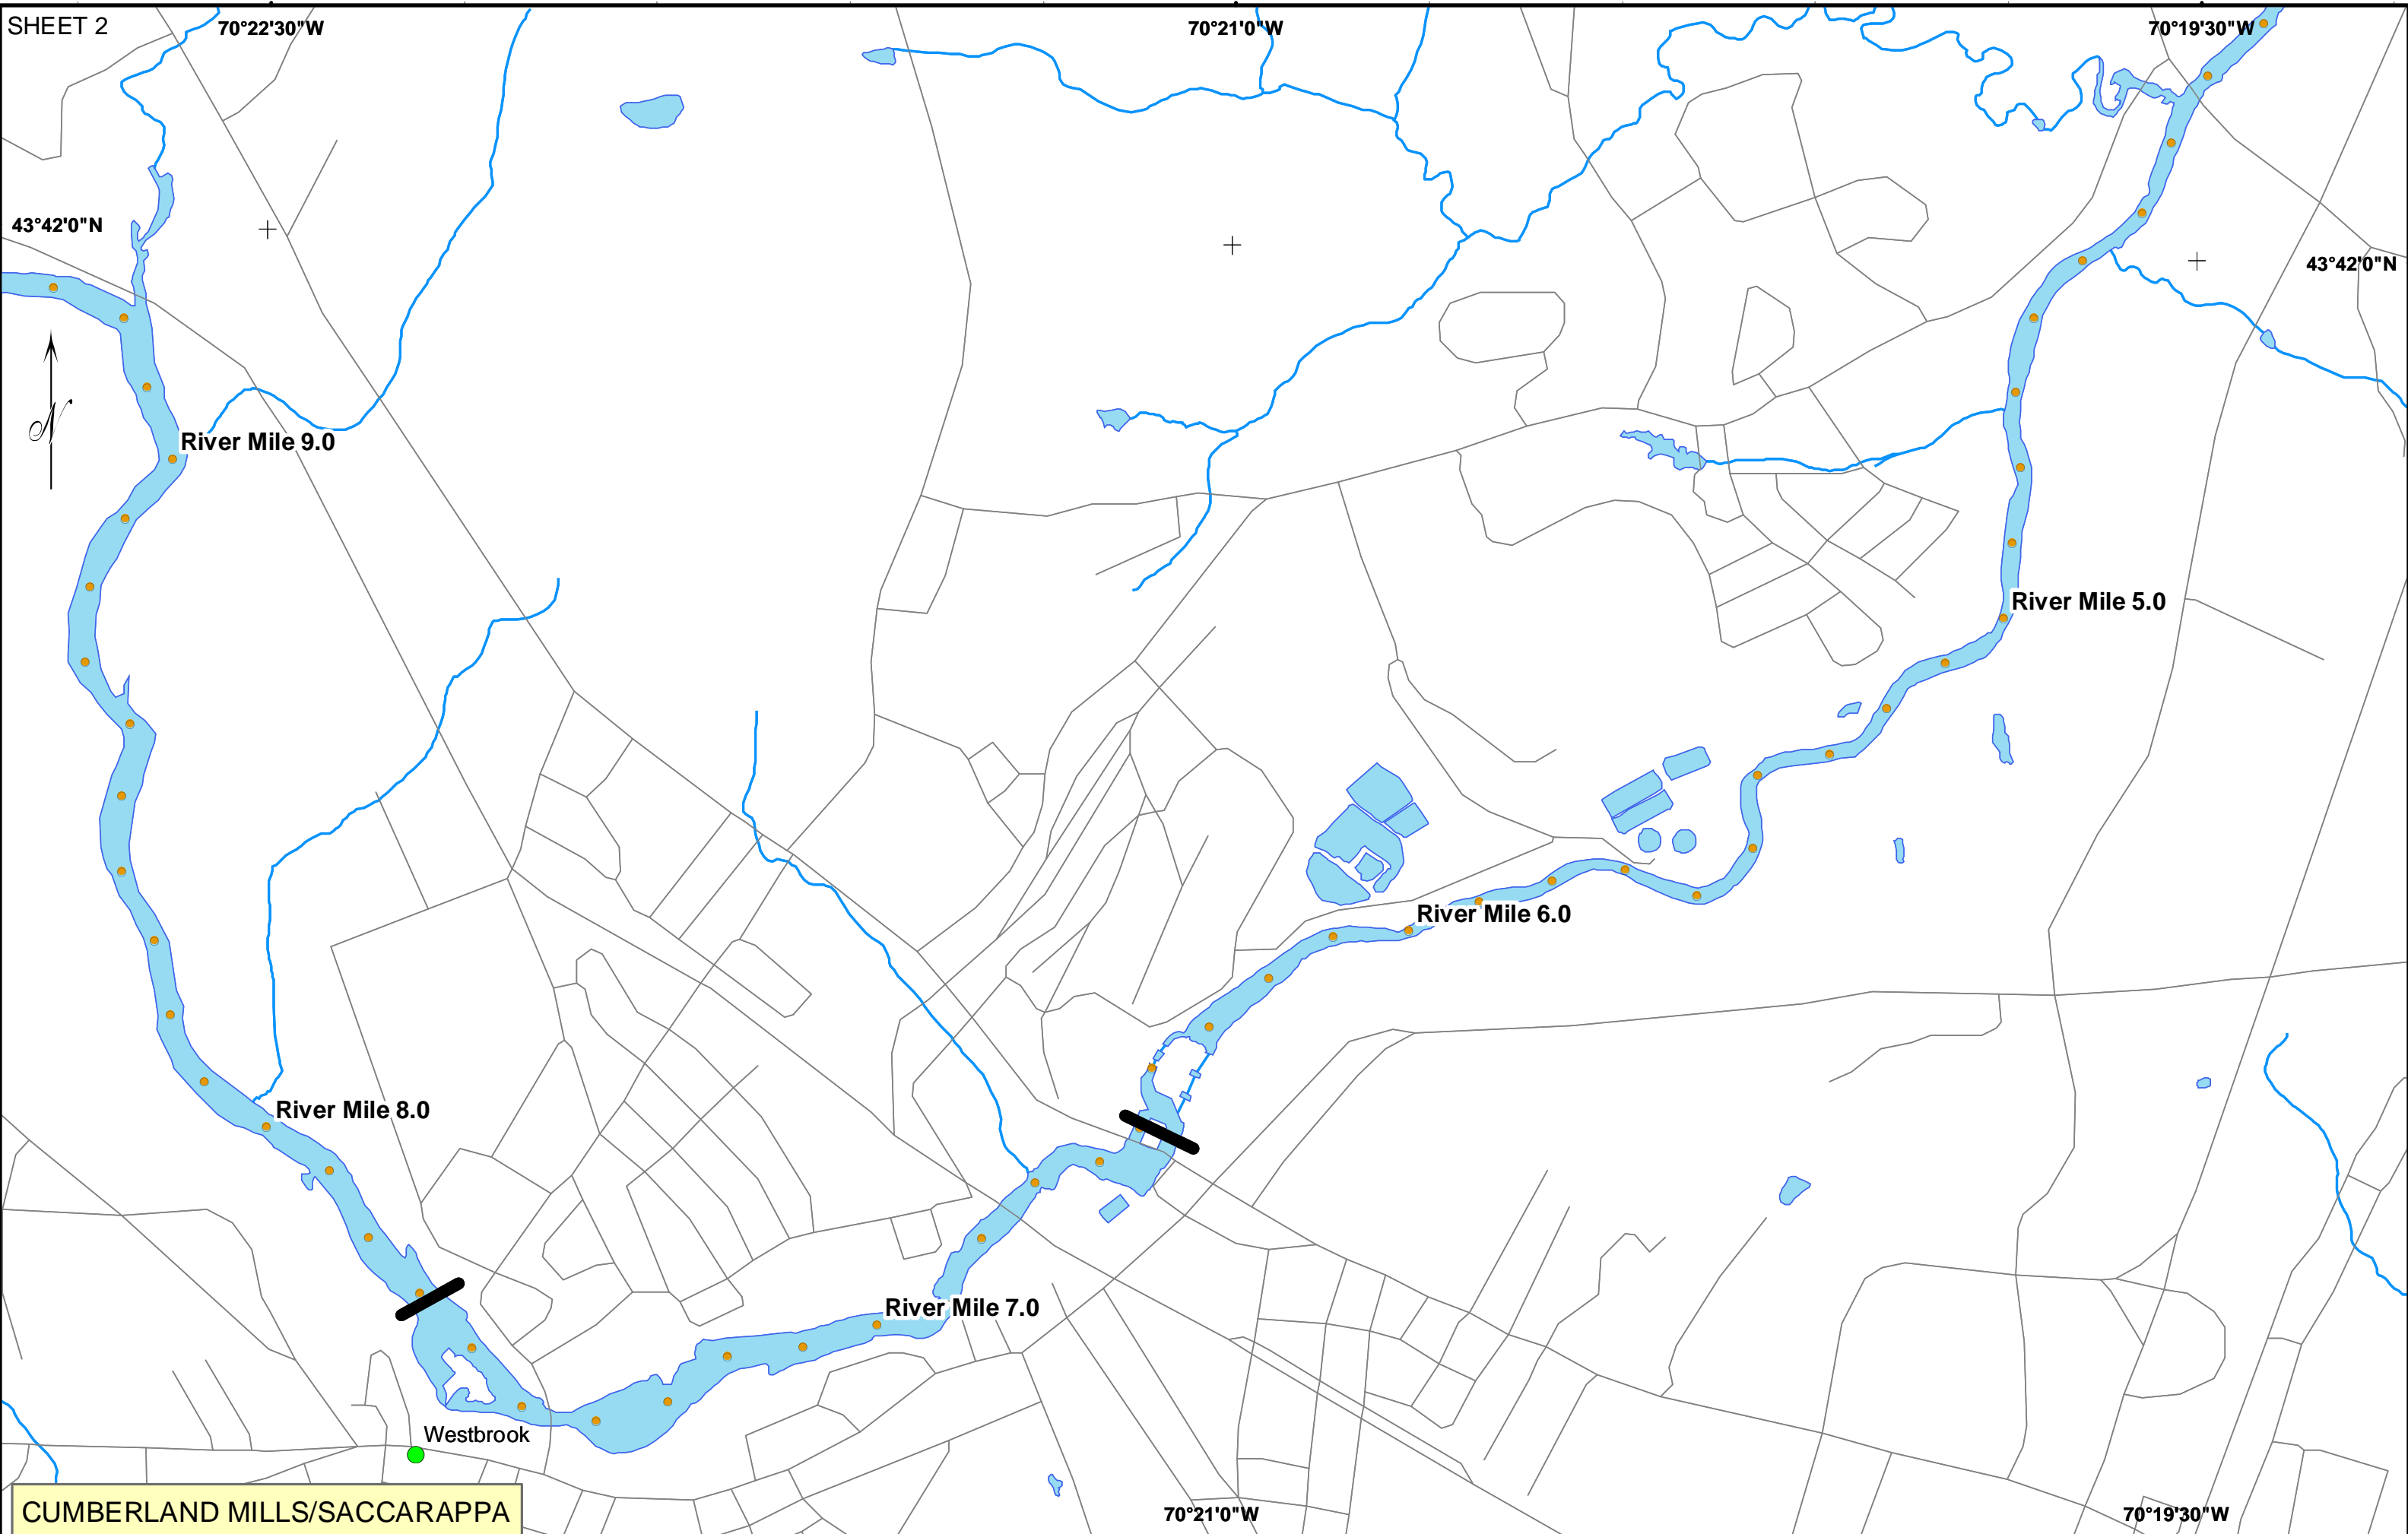 SHEET 2
70°22'30"W
70°21'0"W
70°19'30"W
43°42'0"N
43°42'0"N
N
River Mile 9.0
River Mile 5.0
River Mile 6.0
River Mile 8.0
River Mile 7.0
Westbrook
CUMBERLAND MILLS/SACCARAPPA
70°21'0"W
70°19'30"W